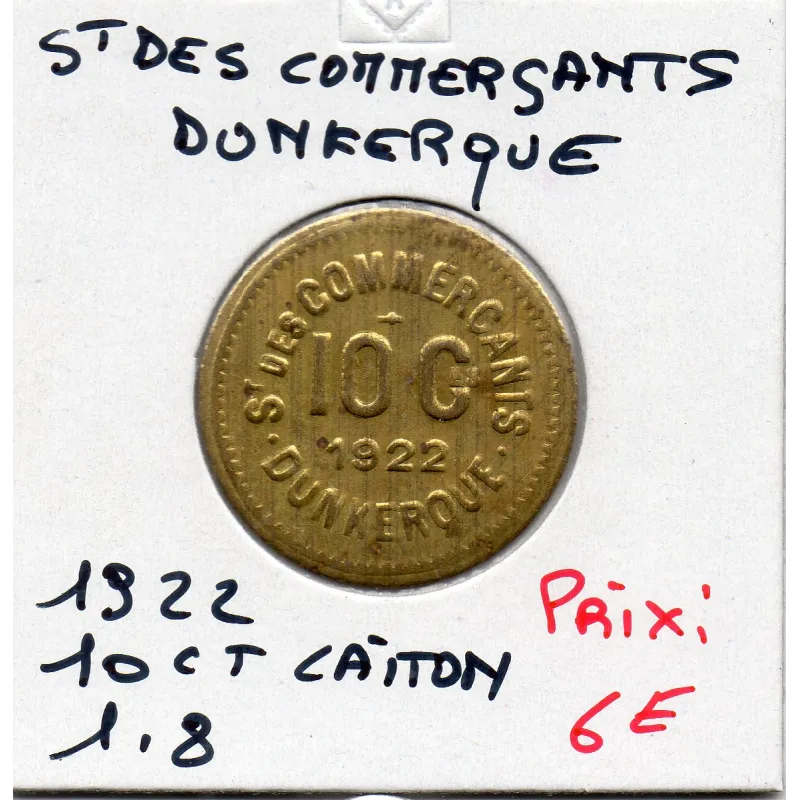 ST DES COMMERÇANTS
DUNKERQUE
ST DES COMMERCANTS
10 C
1922
DUNKERQUE
1922
10 CT LAITON
1.8
PRIX:
6E